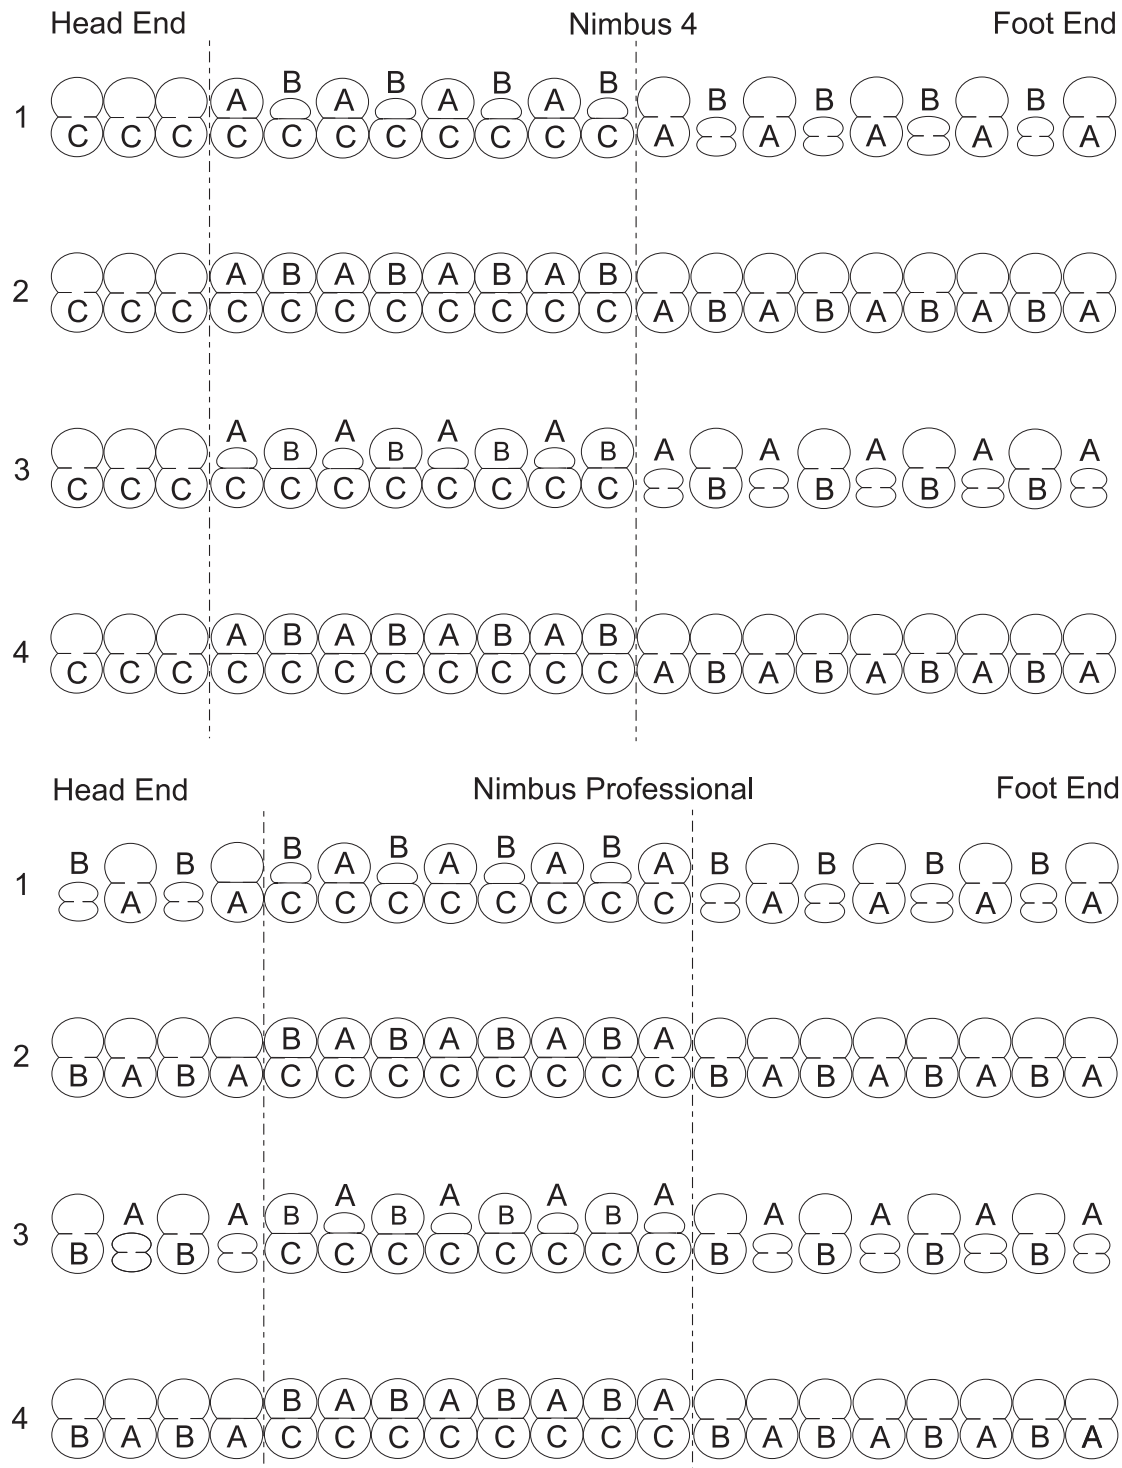 Head End Nimbus 4 Foot End
B B B B
A A A A B B B B
1
C C C C C C C C C C C A A A A A
A B A B A B A B
2
C C C C C C C C C C C A B A B A B A B A
A A A A
B B B B A A A A A
3
C C C C C C C C C C C B B B B
A B A B A B A B
4
C C C C C C C C C C C A B A B A B A B A
Head End Nimbus Professional Foot End
B B B B
B B A A A A B B B B
1
A A C C C C C C C C A A A A
B A B A B A B A
2
B A B A C C C C C C C C B A B A B A B A
A A A A
A A B B B B A A A A
3
B B C C C C C C C C B B B B
B A B A B A B A
4
B A B A C C C C C C C C B A B A B A B A